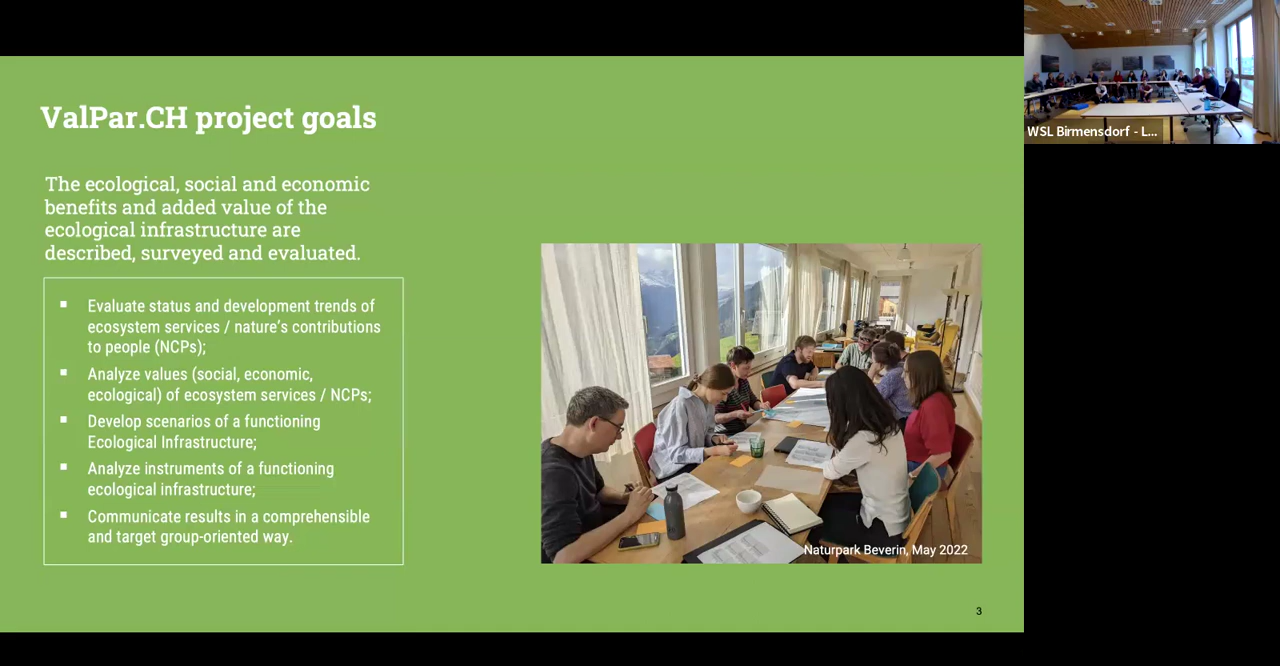 ValPar.CH project goals
The ecological, social and economic
benefits and added value of the
ecological infrastructure are
described, surveyed and evaluated.
▪ Evaluate status and development trends of
ecosystem services / nature's contributions
to people (NCPs);
▪ Analyze values (social, economic,
ecological) of ecosystem services / NCPs;
▪ Develop scenarios of a functioning
Ecological Infrastructure;
▪ Analyze instruments of a functioning
ecological infrastructure;
▪ Communicate results in a comprehensible
and target group-oriented way.
Naturpark Beverin, May 2022
3
WSL Birmensdorf - L...